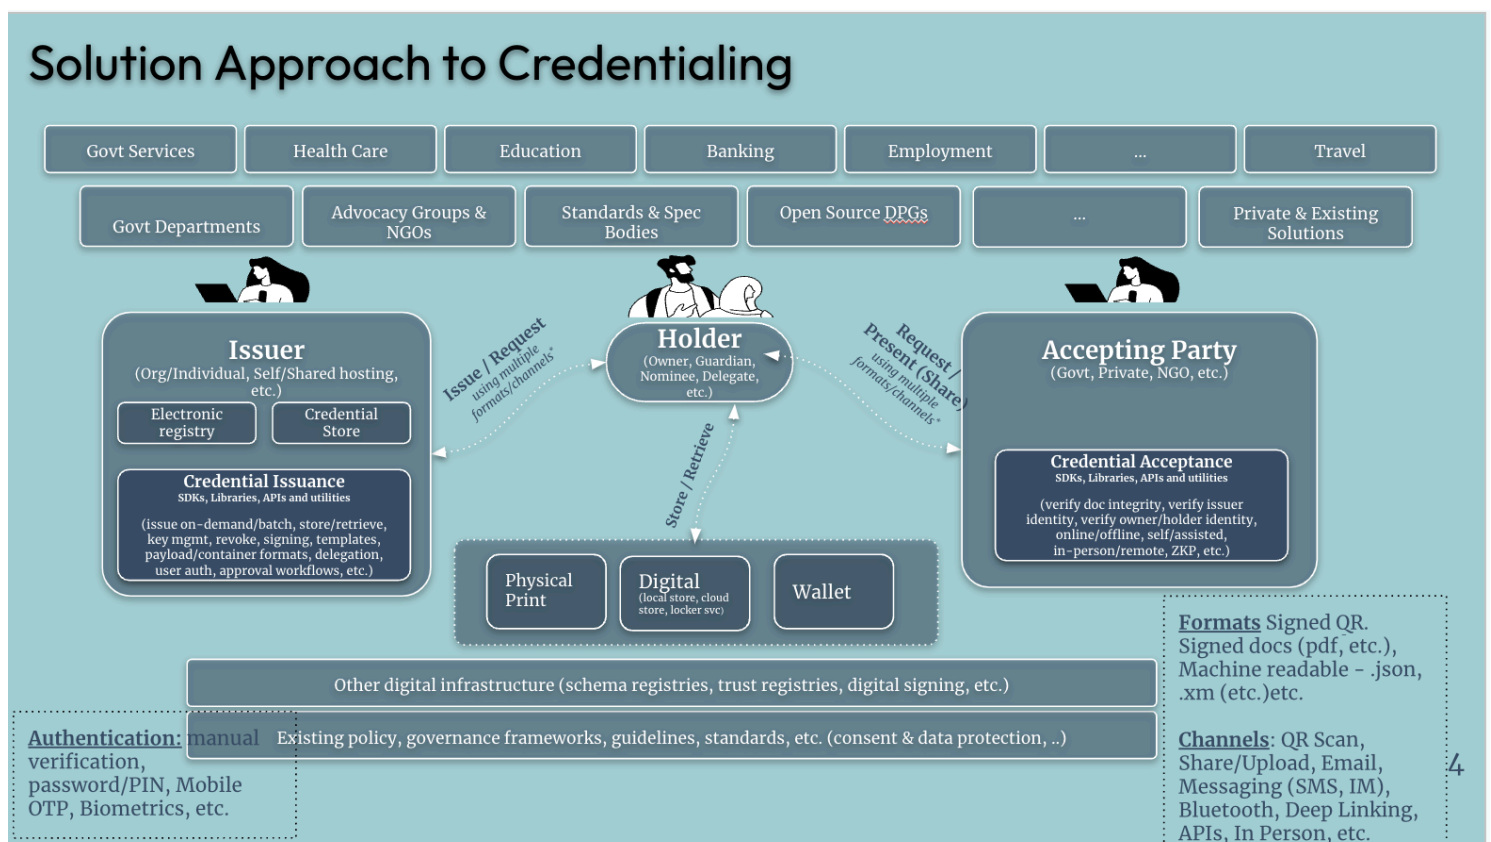 Solution Approach to Credentialing
Govt Services
Health Care
Education
Banking
Employment
...
Travel
Govt Departments
Advocacy Groups &
NGOs
Standards & Spec
Bodies
Open Source DPGs
...
Private & Existing
Solutions
Issuer
(Org/Individual, Self/Shared hosting,
etc.)
Electronic
registry
Credential
Store
Credential Issuance
SDKs, Libraries, APIs and utilities
(issue on-demand/batch, store/retrieve,
key mgmt, revoke, signing, templates,
payload/container formats, delegation,
user auth, approval workflows, etc.)
Issue / Request
using multiple
formats/channels*
Holder
(Owner, Guardian,
Nominee, Delegate,
etc.)
Request /
Present (Share)
using multiple
formats/channels*
Accepting Party
(Govt, Private, NGO, etc.)
Credential Acceptance
SDKs, Libraries, APIs and utilities
(verify doc integrity, verify issuer
identity, verify owner/holder identity,
online/offline, self/assisted,
in-person/remote, ZKP, etc.)
Store / Retrieve
Physical
Print
Digital
(local store, cloud
store, locker svc)
Wallet
Other digital infrastructure (schema registries, trust registries, digital signing, etc.)
Existing policy, governance frameworks, guidelines, standards, etc. (consent & data protection, ..)
Authentication: manual
verification,
password/PIN, Mobile
OTP, Biometrics, etc.
Formats Signed QR.
Signed docs (pdf, etc.),
Machine readable - .json,
.xm (etc.)etc.
Channels: QR Scan,
Share/Upload, Email,
Messaging (SMS, IM),
Bluetooth, Deep Linking,
APIs, In Person, etc.
4